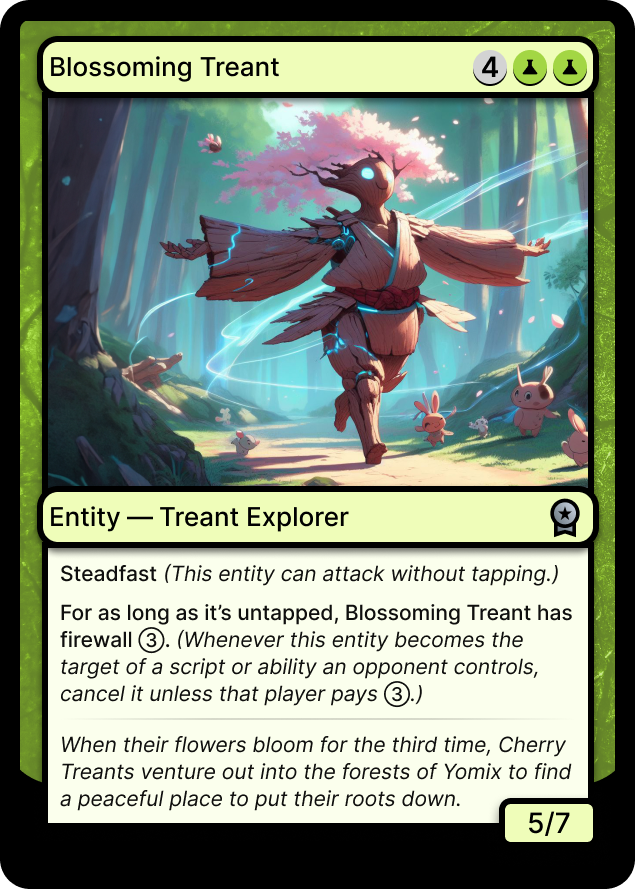 Blossoming Treant
4
Entity — Treant Explorer
Steadfast (This entity can attack without tapping.)
For as long as it’s untapped, Blossoming Treant has
firewall ③. (Whenever this entity becomes the
target of a script or ability an opponent controls,
cancel it unless that player pays ③.)
When their flowers bloom for the third time, Cherry
Treants venture out into the forests of Yomix to find
a peaceful place to put their roots down.
5/7